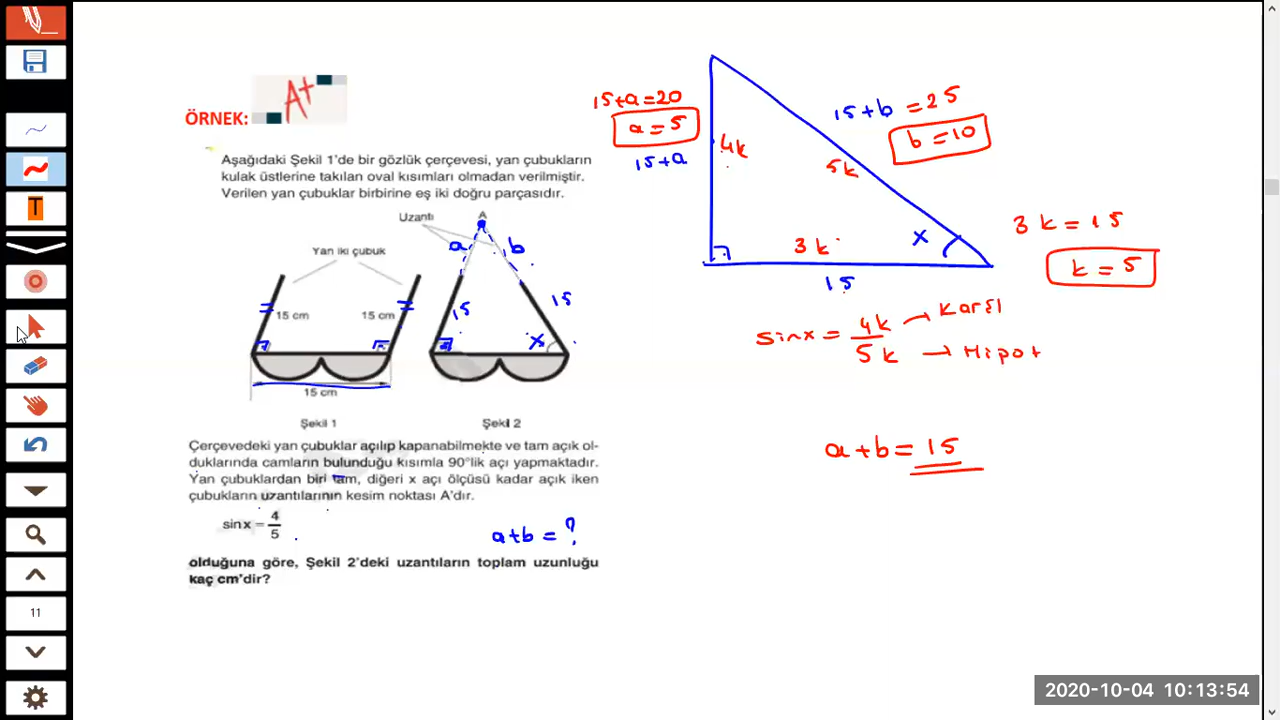 ÖRNEK:
A+
Aşağıdaki Şekil 1'de bir gözlük çerçevesi, yan çubukların
kulak üstlerine takılan oval kısımları olmadan verilmiştir.
Verilen yan çubuklar birbirine eş iki doğru parçasıdır.
Uzantı
A
a
b
Yan iki çubuk
15 cm
15 cm
15
15
x
15 cm
Şekil 1
Şekil 2
Çerçevedeki yan çubuklar açılıp kapanabilmekte ve tam açık ol-
duklarında camların bulunduğu kısımla 90°lik açı yapmaktadır.
Yan çubuklardan biri tam, diğeri x açı ölçüsü kadar açık iken
çubukların uzantılarının kesim noktası A'dır.
sinx = 4/5
a+b = ?
olduğuna göre, Şekil 2'deki uzantıların toplam uzunluğu
kaç cm'dir?
15+a=20
a=5
15+a
4k
15+b = 25
b=10
5k
3k
x
15
3k = 15
k = 5
sinx = 4k → Karşı
5k → Hipot
a+b = 15
T
11
2020-10-04 10:13:54